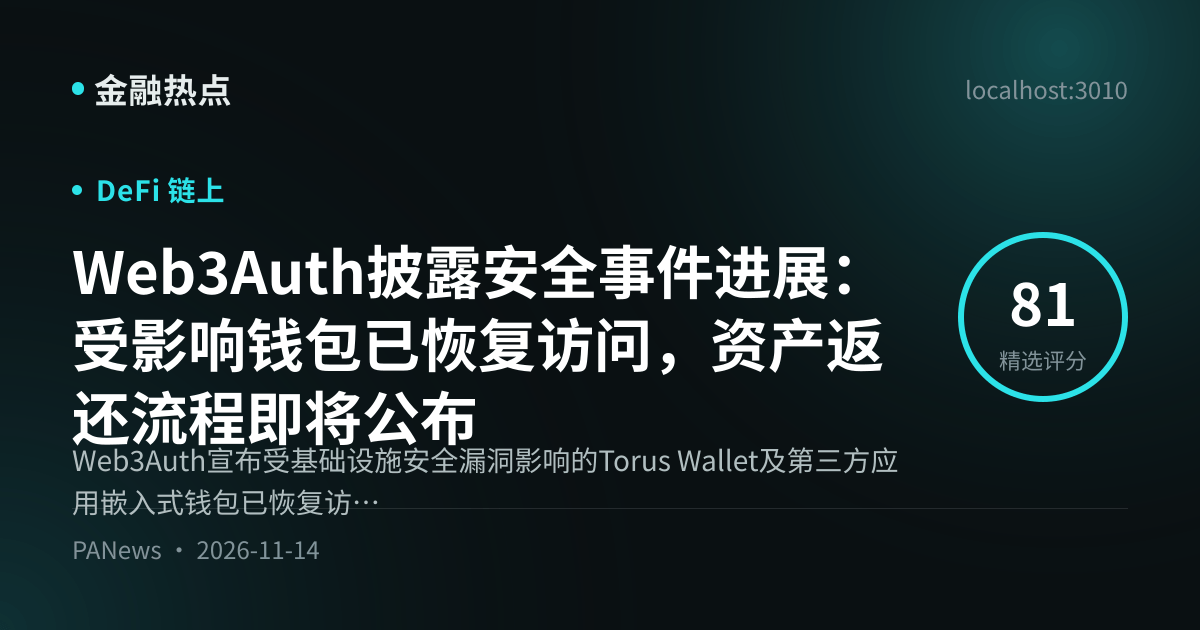 金融热点
localhost:3010
DeFi 链上
Web3Auth披露安全事件进展：
受影响钱包已恢复访问，资产返
还流程即将公布
81
精选评分
Web3Auth宣布受基础设施安全漏洞影响的Torus Wallet及第三方应
用嵌入式钱包已恢复访…
PANews • 2026-11-14